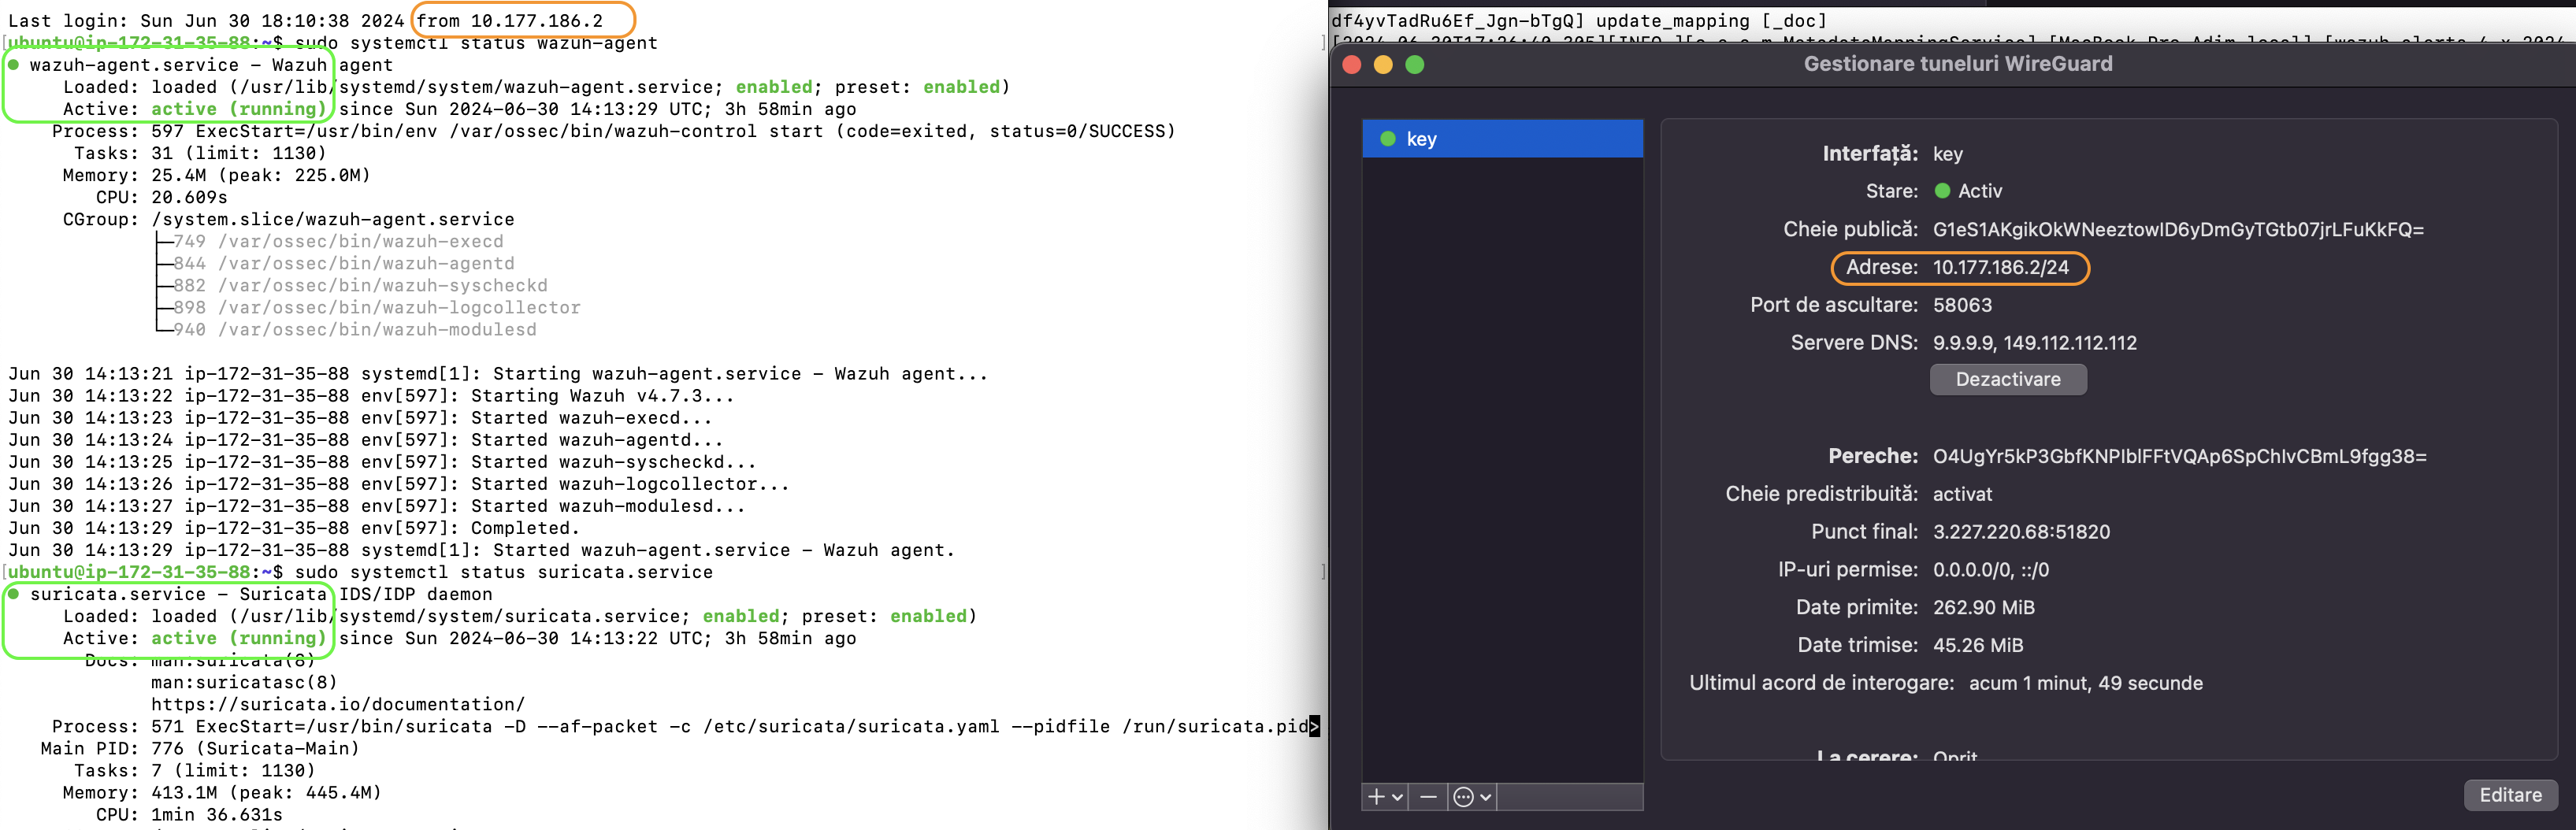 Last login: Sun Jun 30 18:10:38 2024 from 10.177.186.2
[ubuntu@ip-172-31-35-88:~$ sudo systemctl status wazuh-agent ]
● wazuh-agent.service - Wazuh agent
Loaded: loaded (/usr/lib/systemd/system/wazuh-agent.service; enabled; preset: enabled)
Active: active (running) since Sun 2024-06-30 14:13:29 UTC; 3h 58min ago
Process: 597 ExecStart=/usr/bin/env /var/ossec/bin/wazuh-control start (code=exited, status=0/SUCCESS)
Tasks: 31 (limit: 1130)
Memory: 25.4M (peak: 225.0M)
CPU: 20.609s
CGroup: /system.slice/wazuh-agent.service
├─749 /var/ossec/bin/wazuh-execd
├─844 /var/ossec/bin/wazuh-agentd
├─882 /var/ossec/bin/wazuh-syscheckd
├─898 /var/ossec/bin/wazuh-logcollector
└─940 /var/ossec/bin/wazuh-modulesd
Jun 30 14:13:21 ip-172-31-35-88 systemd[1]: Starting wazuh-agent.service - Wazuh agent...
Jun 30 14:13:22 ip-172-31-35-88 env[597]: Starting Wazuh v4.7.3...
Jun 30 14:13:23 ip-172-31-35-88 env[597]: Started wazuh-execd...
Jun 30 14:13:24 ip-172-31-35-88 env[597]: Started wazuh-agentd...
Jun 30 14:13:25 ip-172-31-35-88 env[597]: Started wazuh-syscheckd...
Jun 30 14:13:26 ip-172-31-35-88 env[597]: Started wazuh-logcollector...
Jun 30 14:13:27 ip-172-31-35-88 env[597]: Started wazuh-modulesd...
Jun 30 14:13:29 ip-172-31-35-88 env[597]: Completed.
Jun 30 14:13:29 ip-172-31-35-88 systemd[1]: Started wazuh-agent.service - Wazuh agent.
[ubuntu@ip-172-31-35-88:~$ sudo systemctl status suricata.service ]
● suricata.service - Suricata IDS/IDP daemon
Loaded: loaded (/usr/lib/systemd/system/suricata.service; enabled; preset: enabled)
Active: active (running) since Sun 2024-06-30 14:13:22 UTC; 3h 58min ago
Docs: man:suricata(8)
man:suricatasc(8)
https://suricata.io/documentation/
Process: 571 ExecStart=/usr/bin/suricata -D --af-packet -c /etc/suricata/suricata.yaml --pidfile /run/suricata.pid>
Main PID: 776 (Suricata-Main)
Tasks: 7 (limit: 1130)
Memory: 413.1M (peak: 445.4M)
CPU: 1min 36.631s
df4yvTadRu6Ef_Jgn-bTgQ] update_mapping [_doc]
Gestionare tuneluri WireGuard
key
Interfață: key
Stare: Activ
Cheie publică: G1eS1AKgikOkWNeeztowID6yDmGyTGtb07jrLFuKkFQ=
Adrese: 10.177.186.2/24
Port de ascultare: 58063
Servere DNS: 9.9.9.9, 149.112.112.112
Dezactivare
Pereche: O4UgYr5kP3GbfKNPIblFFtVQAp6SpChIvCBmL9fgg38=
Cheie predistribuită: activat
Punct final: 3.227.220.68:51820
IP-uri permise: 0.0.0.0/0, ::/0
Date primite: 262.90 MiB
Date trimise: 45.26 MiB
Ultimul acord de interogare: acum 1 minut, 49 secunde
La cerere: Oprit
Editare